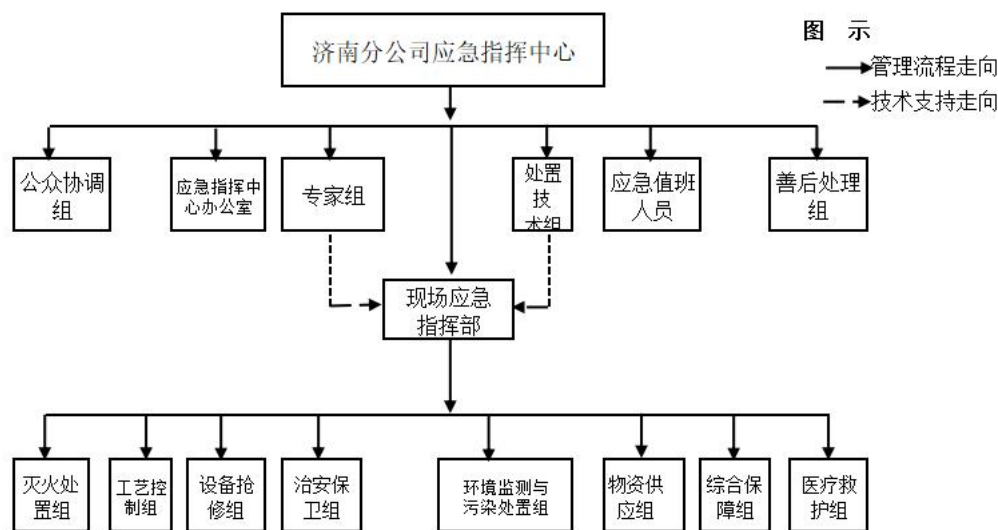 济南分公司应急指挥中心
图 示
管理流程走向
技术支持走向
公众协调
组
应急指挥中
心办公室
专家组
处置
技
术组
应急值班
人员
善后处理
组
现场应急
指挥部
灭火处
置组
工艺控
制组
设备抢
修组
治安保
卫组
环境监测与
污染处置组
物资供
应组
综合保
障组
医疗救
护组